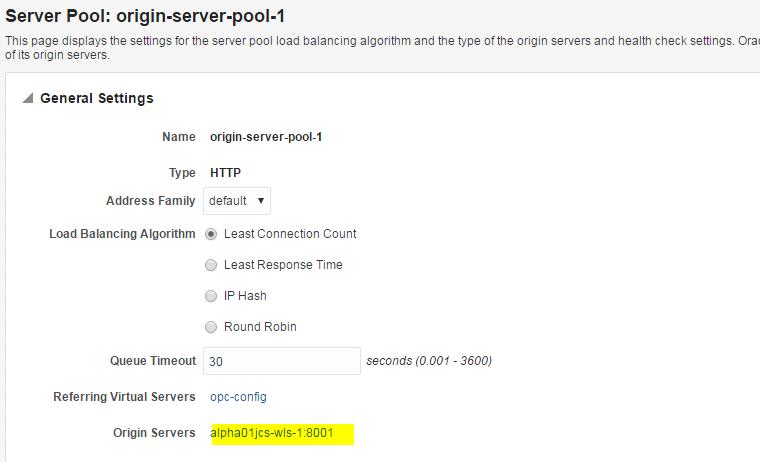 Server Pool: origin-server-pool-1
This page displays the settings for the server pool load balancing algorithm and the type of the origin servers and health check settings.
of its origin servers.
General Settings
Name origin-server-pool-1
Type HTTP
Address Family default
Load Balancing Algorithm Least Connection Count
Least Response Time
IP Hash
Round Robin
Queue Timeout 30 seconds (0.001 - 3600)
Referring Virtual Servers opc-config
Origin Servers alpha01jcs-wls-1:8001